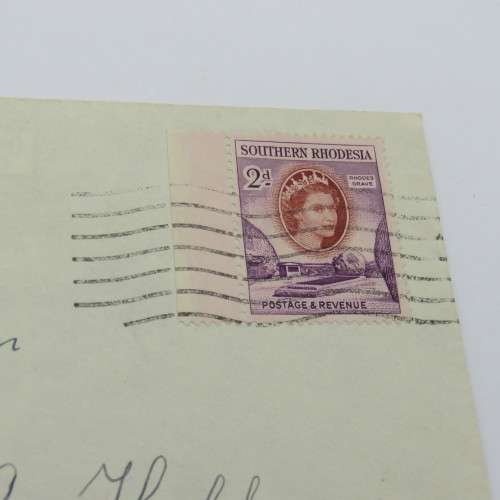 SOUTHERN RHODESIA
2d
RHODES
GRAVE
POSTAGE & REVENUE